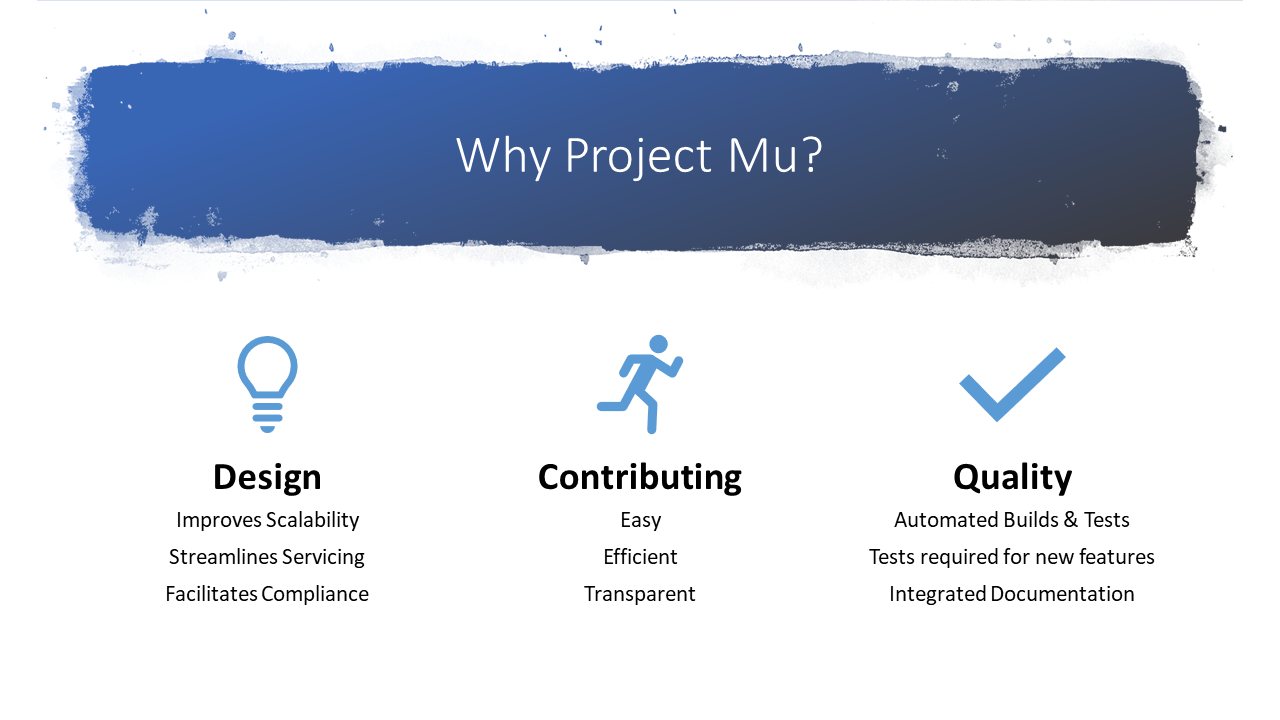 Why Project Mu?
Design
Improves Scalability
Streamlines Servicing
Facilitates Compliance
Contributing
Easy
Efficient
Transparent
Quality
Automated Builds & Tests
Tests required for new features
Integrated Documentation